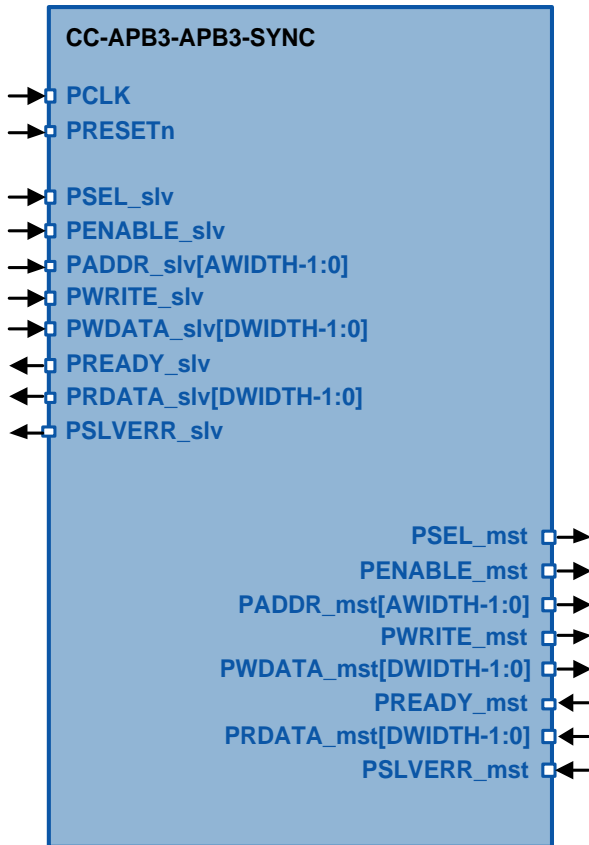 CC-APB3-APB3-SYNC
PCLK
PRESETn
PSEL_slv
PENABLE_slv
PADDR_slv[AWIDTH-1:0]
PWRITE_slv
PWDATA_slv[DWIDTH-1:0]
PREADY_slv
PRDATA_slv[DWIDTH-1:0]
PSLVERR_slv
PSEL_mst
PENABLE_mst
PADDR_mst[AWIDTH-1:0]
PWRITE_mst
PWDATA_mst[DWIDTH-1:0]
PREADY_mst
PRDATA_mst[DWIDTH-1:0]
PSLVERR_mst